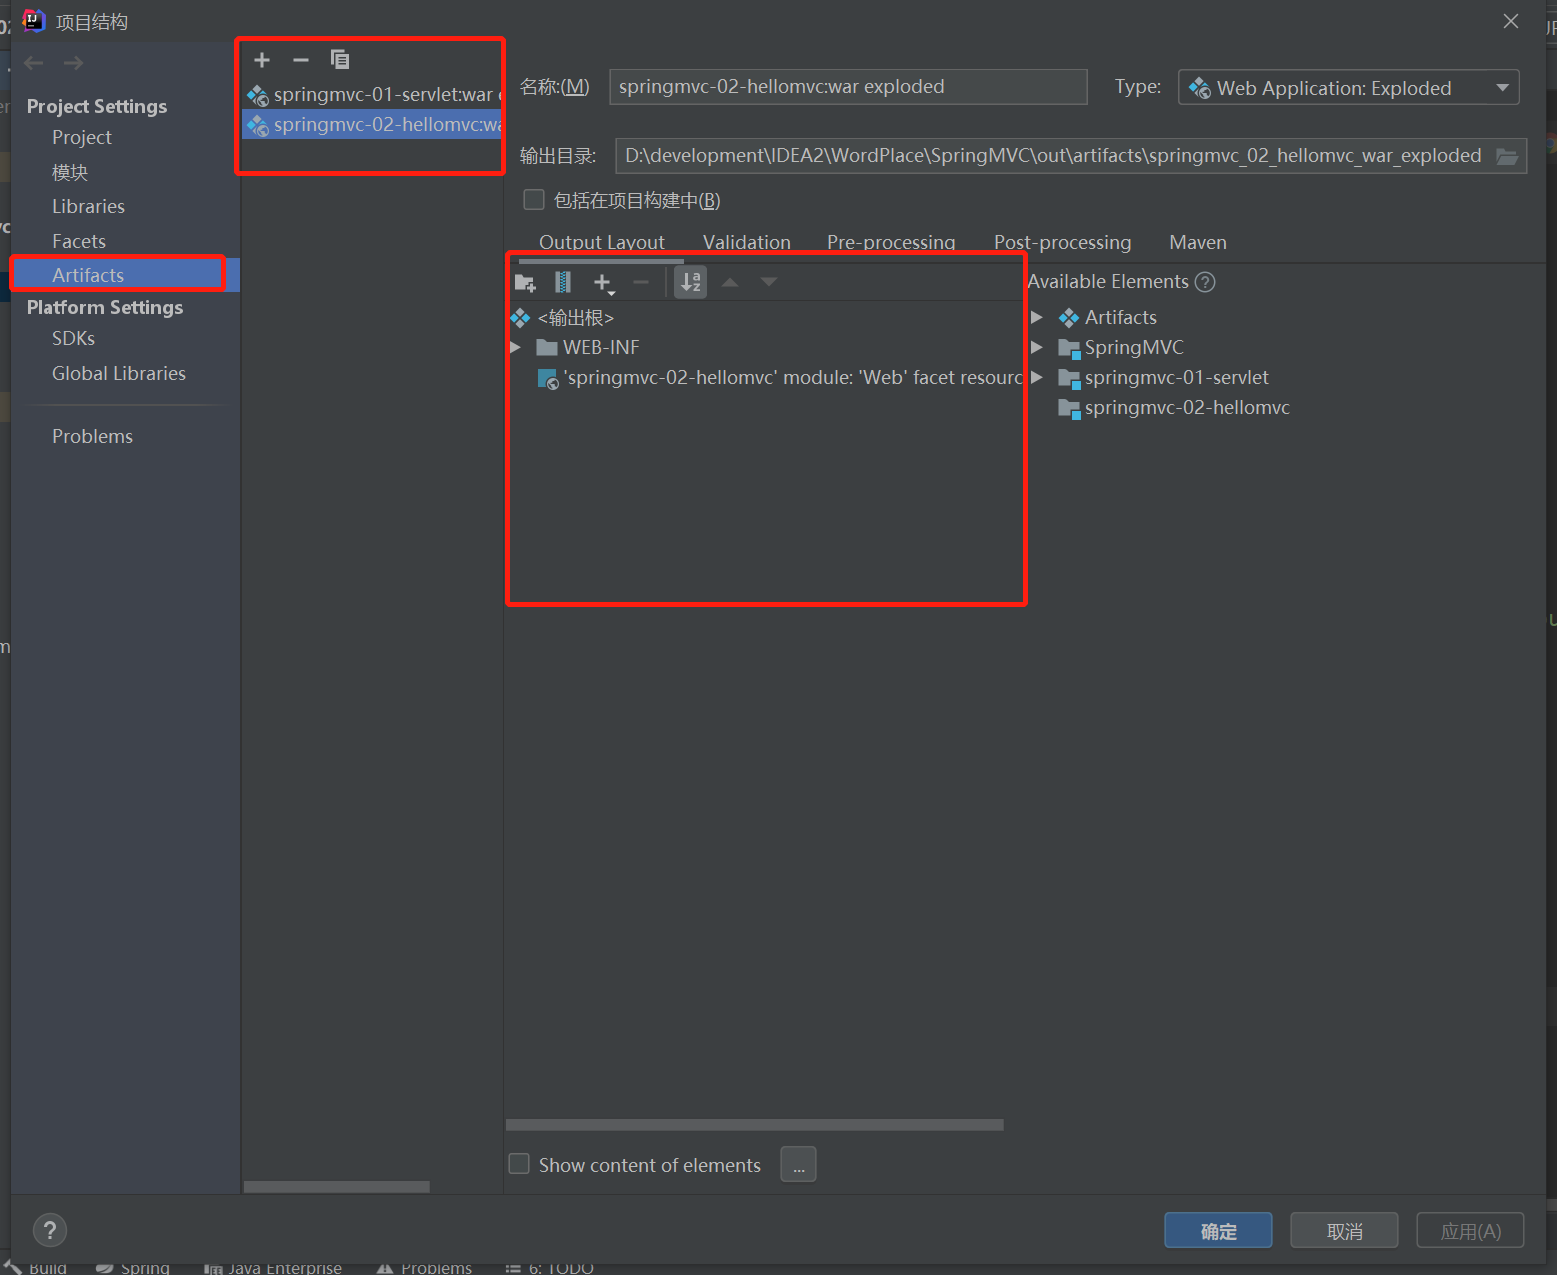 项目结构
Project Settings
Project
模块
Libraries
Facets
Artifacts
Platform Settings
SDKs
Global Libraries
Problems
springmvc-01-servlet:war
springmvc-02-hellomvc:wa
名称:(M) springmvc-02-hellomvc:war exploded Type: Web Application: Exploded
输出目录: D:\development\IDEA2\WordPlace\SpringMVC\out\artifacts\springmvc_02_hellomvc_war_exploded
包括在项目构建中(B)
Output Layout Validation Pre-processing Post-processing Maven
<输出根>
WEB-INF
'springmvc-02-hellomvc' module: 'Web' facet resourc
Available Elements ?
Artifacts
SpringMVC
springmvc-01-servlet
springmvc-02-hellomvc
Show content of elements ...
? 确定 取消 应用(A)
Build Spring Java Enterprise Problems 6: TODO